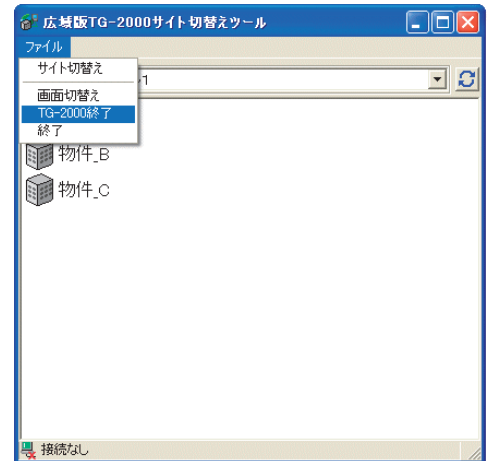 広域版TG-2000サイト切替えツール
ファイル
サイト切替え
画面切替え
TG-2000終了
終了
-1
物件_B
物件_C
接続なし